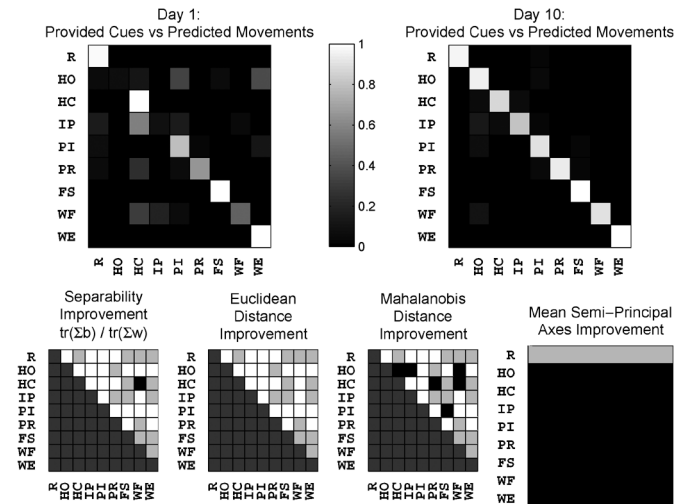 Day 1:
Provided Cues vs Predicted Movements
R
HO
HC
IP
PI
PR
FS
WF
WE
R HO HC IP PI PR FS WF WE
1
0.8
0.6
0.4
0.2
0
Day 10:
Provided Cues vs Predicted Movements
R
HO
HC
IP
PI
PR
FS
WF
WE
R HO HC IP PI PR FS WF WE
Separability
Improvement
tr(Σb) / tr(Σw)
R
HO
HC
IP
PI
PR
FS
WF
WE
R HO HC IP PI PR FS WF WE
Euclidean
Distance
Improvement
R
HO
HC
IP
PI
PR
FS
WF
WE
R HO HC IP PI PR FS WF WE
Mahalanobis
Distance
Improvement
R
HO
HC
IP
PI
PR
FS
WF
WE
R HO HC IP PI PR FS WF WE
Mean Semi−Principal
Axes Improvement
R
HO
HC
IP
PI
PR
FS
WF
WE